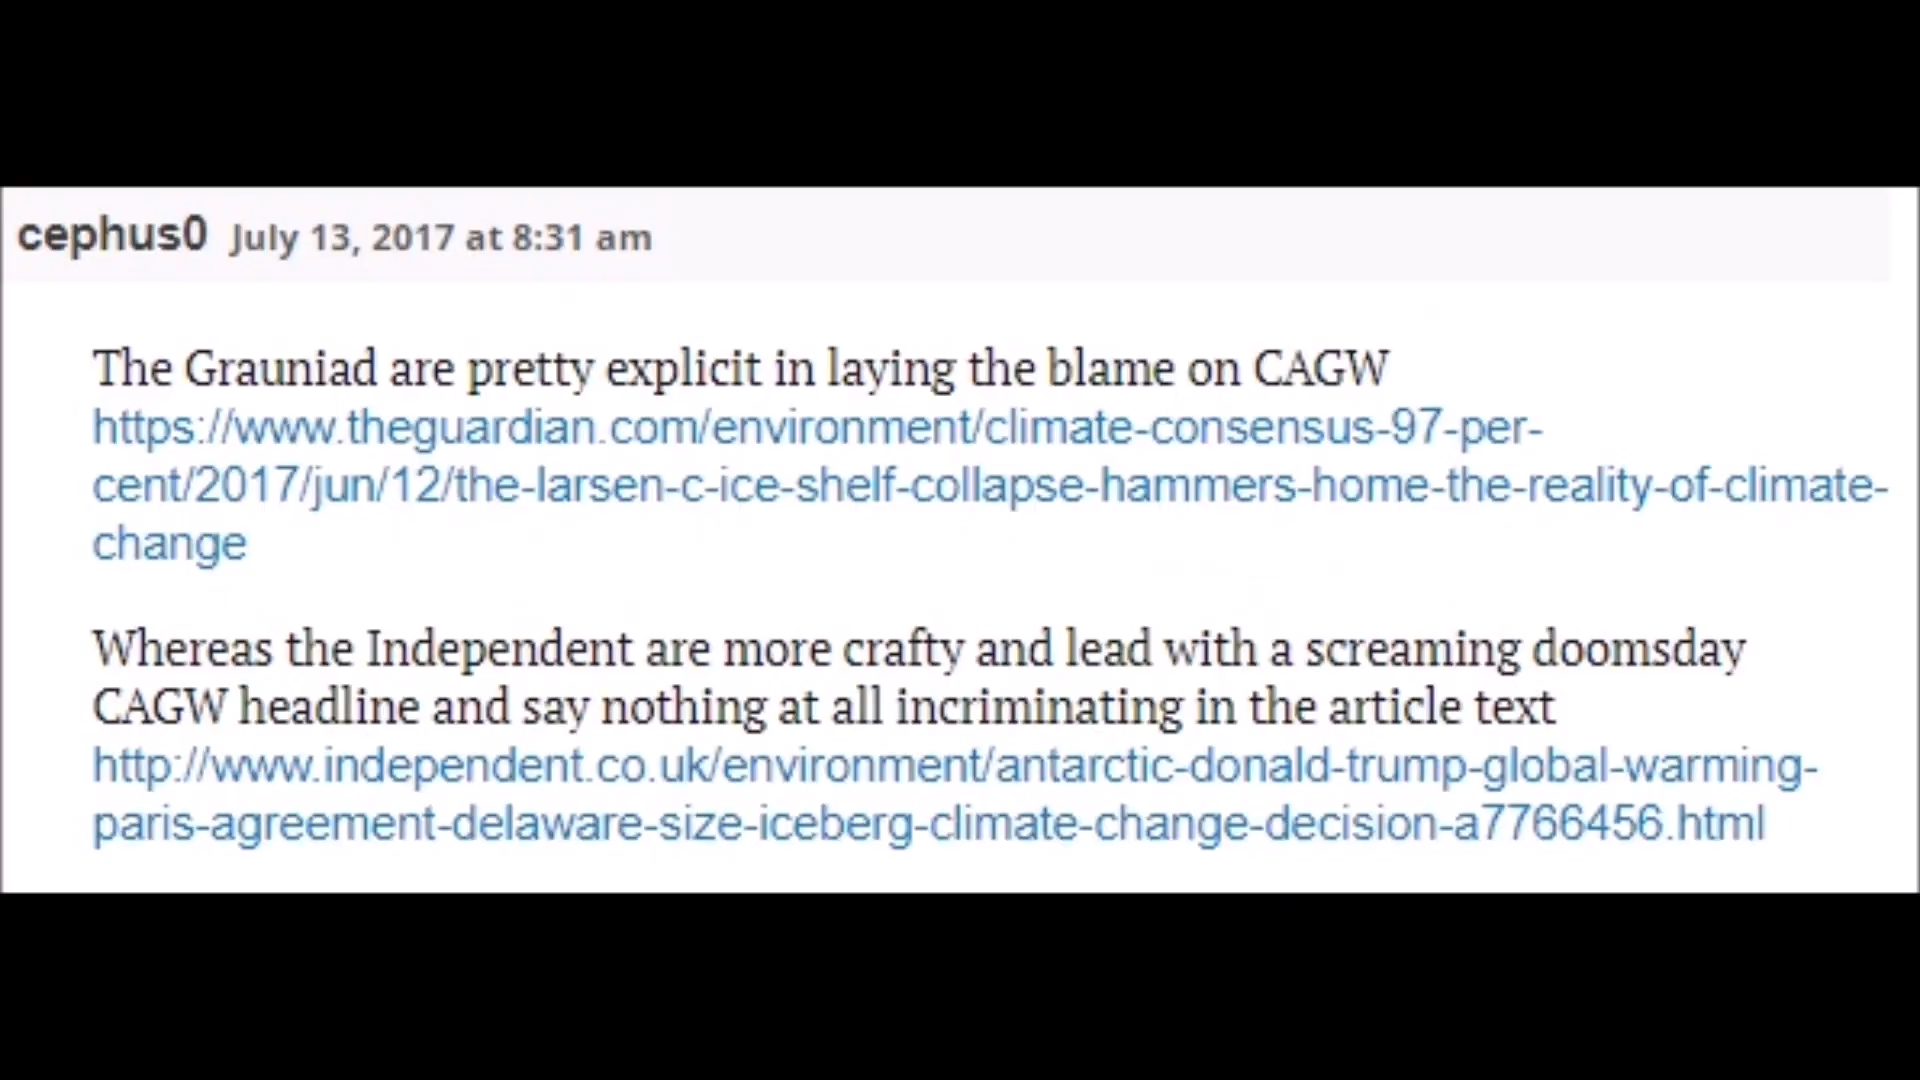 cephus0 July 13, 2017 at 8:31 am
The Grauniad are pretty explicit in laying the blame on CAGW
https://www.theguardian.com/environment/climate-consensus-97-per-
cent/2017/jun/12/the-larsen-c-ice-shelf-collapse-hammers-home-the-reality-of-climate-
change
Whereas the Independent are more crafty and lead with a screaming doomsday
CAGW headline and say nothing at all incriminating in the article text
http://www.independent.co.uk/environment/antarctic-donald-trump-global-warming-
paris-agreement-delaware-size-iceberg-climate-change-decision-a7766456.html